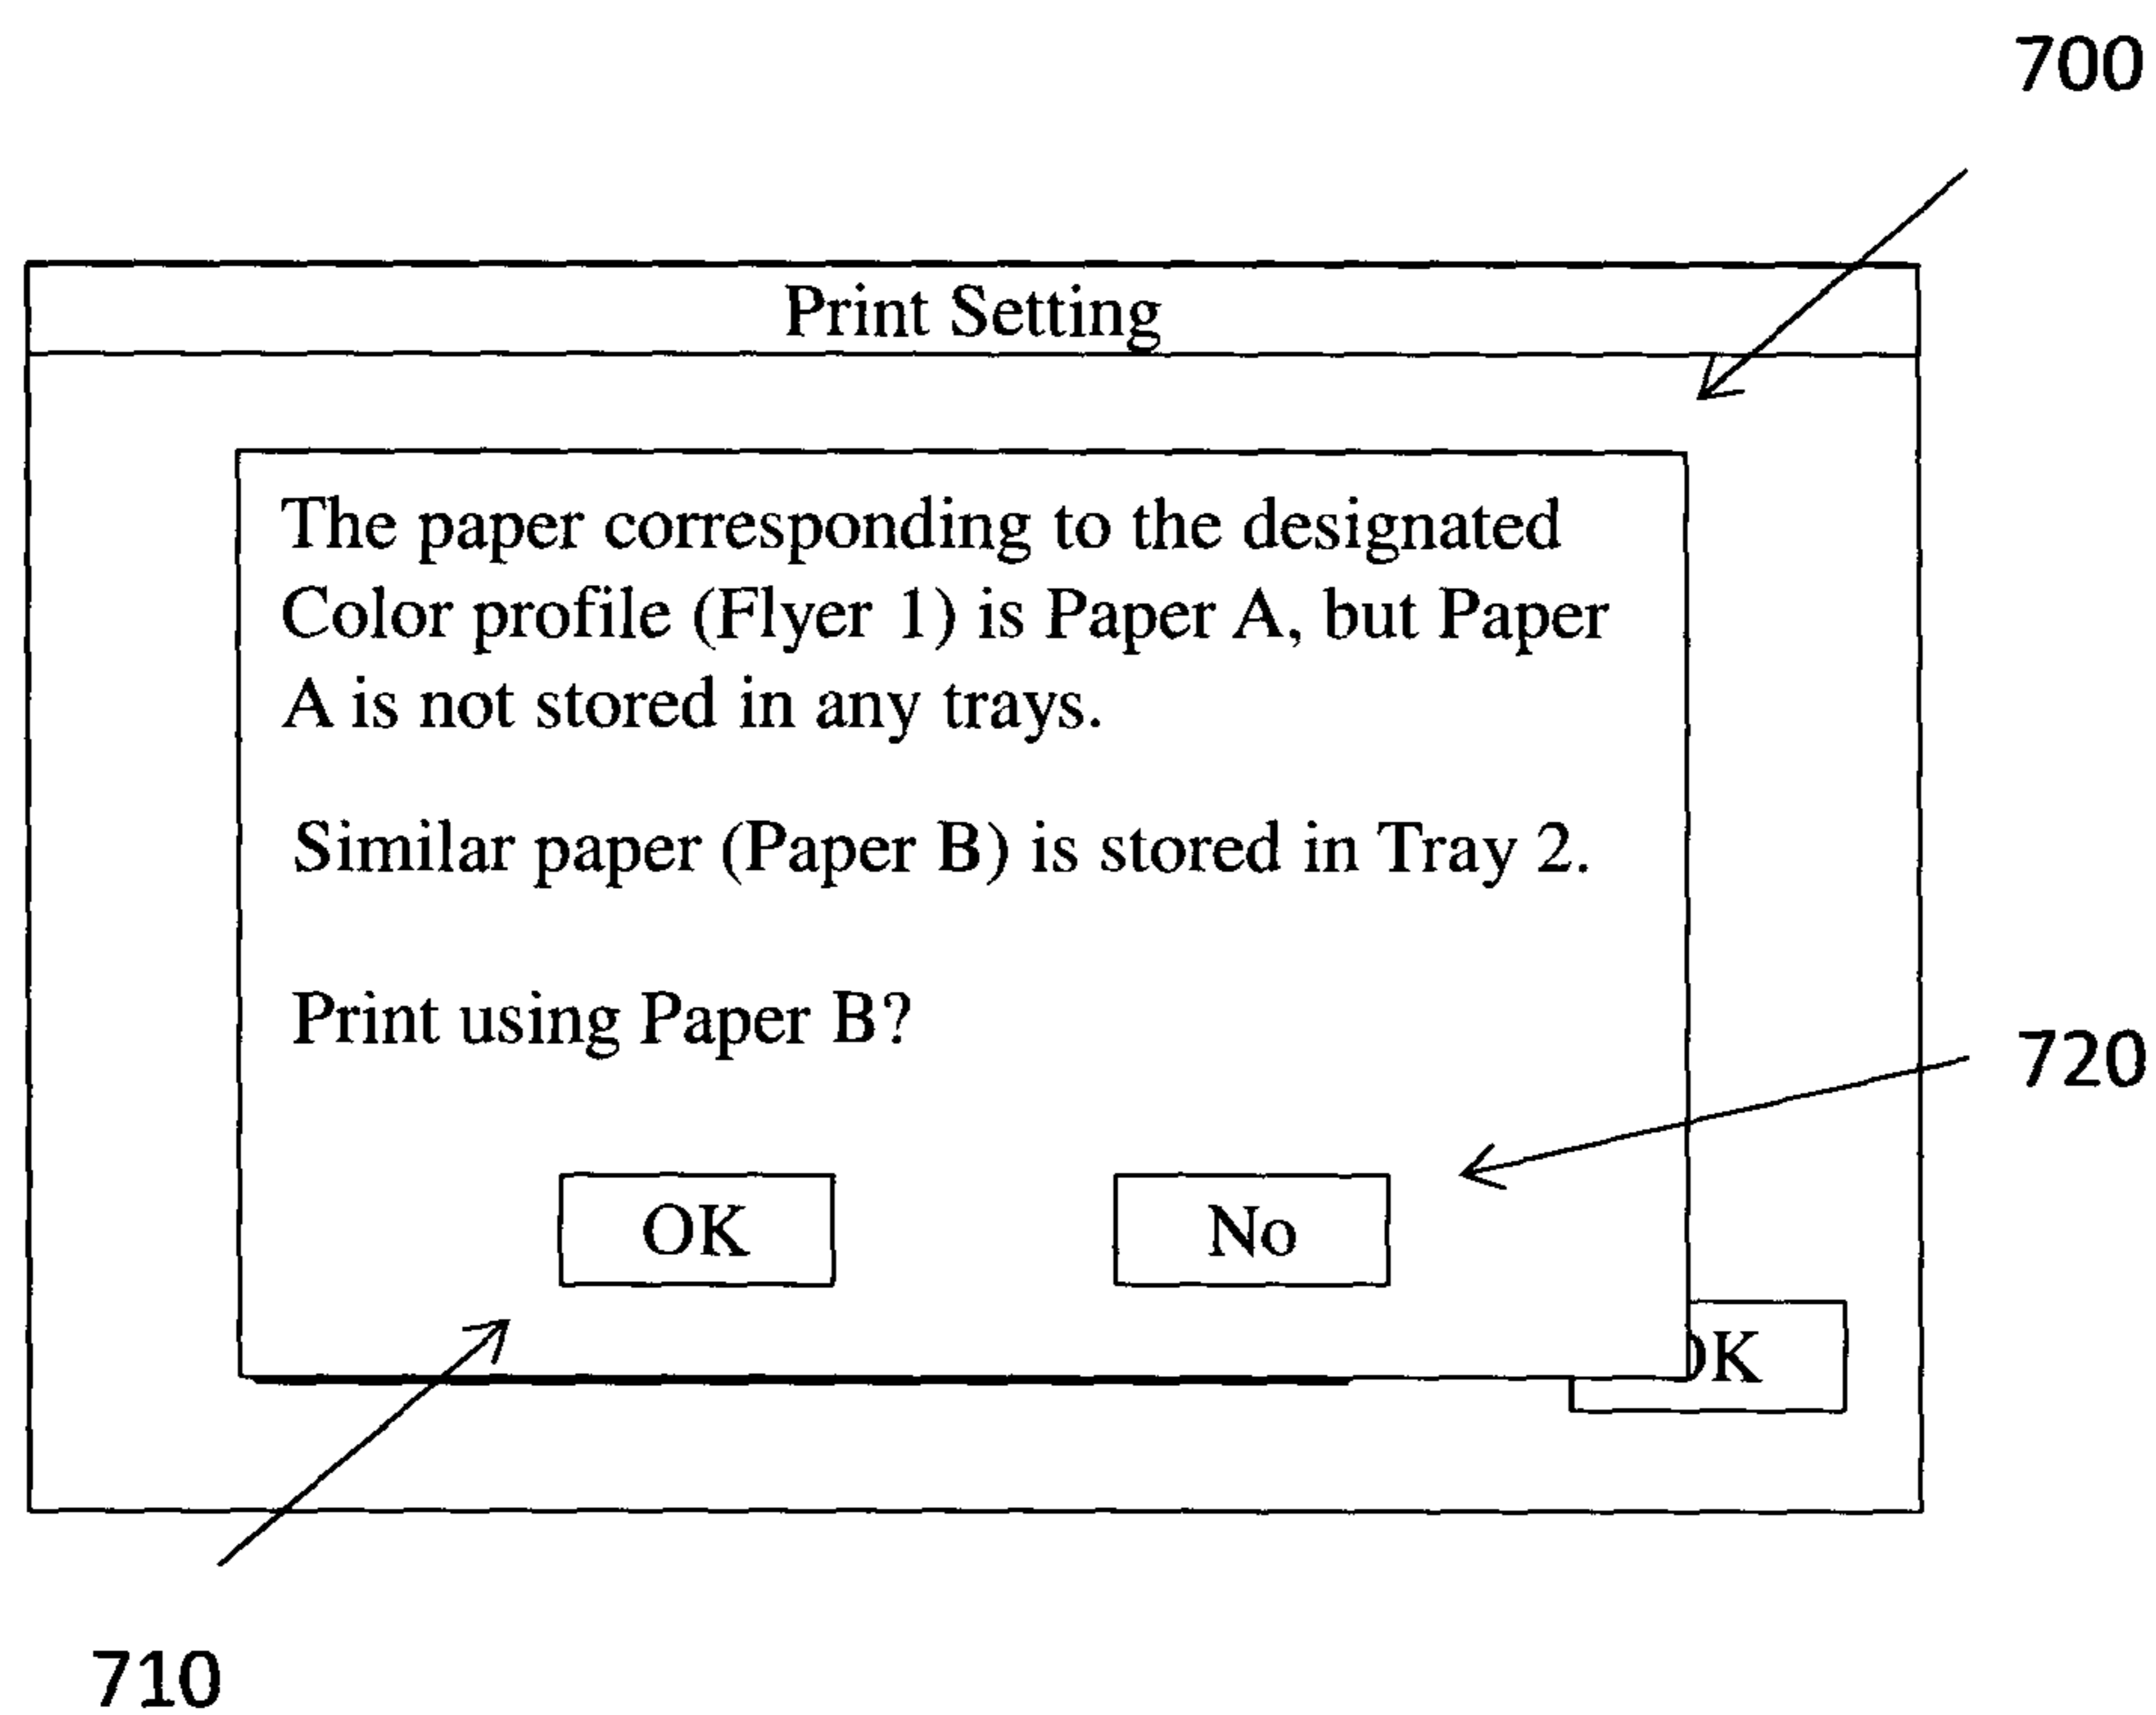 700
Print Setting
The paper corresponding to the designated
Color profile (Flyer 1) is Paper A, but Paper
A is not stored in any trays.
Similar paper (Paper B) is stored in Tray 2.
Print using Paper B?
720
OK
No
OK
710